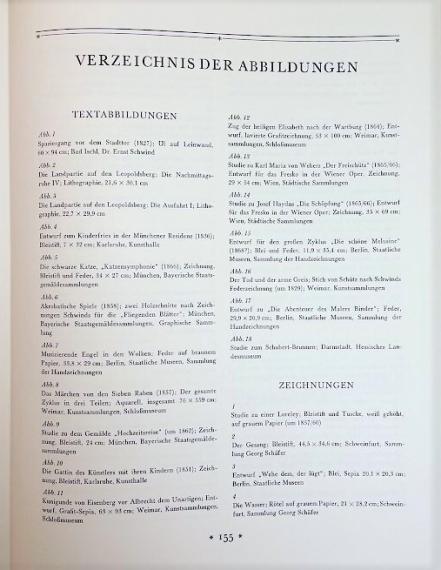 VERZEICHNIS DER ABBILDUNGEN
TEXTABBILDUNGEN
Abb. 1
Spaziergang vor dem Stadttor (1827); Öl auf Leinwand,
66 × 94 cm; Bad Ischl, Dr. Ernst Schwind
Abb. 2
Die Landpartie auf den Leopoldsberg: Die Nachmittags-
ruhe IV; Lithographie, 21,6 × 30,1 cm
Abb. 3
Die Landpartie auf den Leopoldsberg: Die Ausfahrt I; Litho-
graphie, 22,7 × 29,9 cm
Abb. 4
Entwurf zum Kinderfries in der Münchener Residenz (1836);
Bleistift, 7 × 32 cm; Karlsruhe, Kunsthalle
Abb. 5
Die schwarze Katze, „Katzensymphonie“ (1866); Zeichnung,
Bleistift und Feder, 34 × 27 cm; München, Bayerische Staats-
gemäldesammlungen
Abb. 6
Akrobatische Spiele (1858); zwei Holzschnitte nach Zeich-
nungen Schwinds für die „Fliegenden Blätter“; München,
Bayerische Staatsgemäldesammlungen, Graphische Samm-
lung
Abb. 7
Musizierende Engel in den Wolken; Feder auf braunem
Papier, 33,8 × 29 cm; Berlin, Staatliche Museen, Sammlung
der Handzeichnungen
Abb. 8
Das Märchen von den Sieben Raben (1857); Der gesamte
Zyklus in drei Teilen; Aquarell, insgesamt 76 × 559 cm;
Weimar, Kunstsammlungen, Schloßmuseum
Abb. 9
Studie zu dem Gemälde „Hochzeitsreise“ (um 1862); Zeich-
nung, Bleistift, 24 cm; München, Bayerische Staatsgemälde-
sammlungen
Abb. 10
Die Gattin des Künstlers mit ihren Kindern (1851); Zeich-
nung, Bleistift, Karlsruhe, Kunsthalle
Abb. 11
Kunigunde von Eisenberg vor Albrecht dem Unartigen; Ent-
wurf, Grafit-Sepia, 63 × 93 cm; Weimar, Kunstsammlungen,
Schloßmuseum
Abb. 12
Zug der heiligen Elisabeth nach der Wartburg (1864); Ent-
wurf, lavierte Grafitzeichnung, 53 × 100 cm; Weimar, Kunst-
sammlungen, Schloßmuseum
Abb. 13
Studie zu Karl Maria von Webers „Der Freischütz“ (1865/66);
Entwurf für das Fresko in der Wiener Oper; Zeichnung,
29 × 54 cm; Wien, Städtische Sammlungen
Abb. 14
Studie zu Josef Haydns „Die Schöpfung“ (1865/66); Entwurf
für das Fresko in der Wiener Oper; Zeichnung, 35 × 69 cm;
Wien, Städtische Sammlungen
Abb. 15
Entwurf für den großen Zyklus „Die schöne Melusine“
(1868?); Blei und Feder, 11,9 × 35,4 cm; Berlin, Staatliche
Museen, Sammlung der Handzeichnungen
Abb. 16
Der Tod und der arme Greis; Stich von Schütz nach Schwinds
Federzeichnung (um 1829); Weimar, Kunstsammlungen
Abb. 17
Entwurf zu „Die Abenteuer des Malers Binder“; Feder,
20,9 × 20,9 cm; Berlin, Staatliche Museen, Sammlung der
Handzeichnungen
Abb. 18
Studie zum Schubert-Brunnen; Darmstadt, Hessisches Lan-
desmuseum
ZEICHNUNGEN
1
Studie zu einer Loreley; Bleistift und Tusche, weiß gehöht,
auf grauem Papier (um 1857/60)
2
Der Gesang; Bleistift, 44,5 × 34,6 cm; Schweinfurt, Samm-
lung Georg Schäfer
3
Entwurf „Wehe dem, der lügt“; Blei, Sepia 20,1 × 20,3 cm;
Berlin, Staatliche Museen
4
Die Wasser; Rötel auf grauem Papier, 21 × 28,2 cm; Schwein-
furt, Sammlung Georg Schäfer
* 155 *